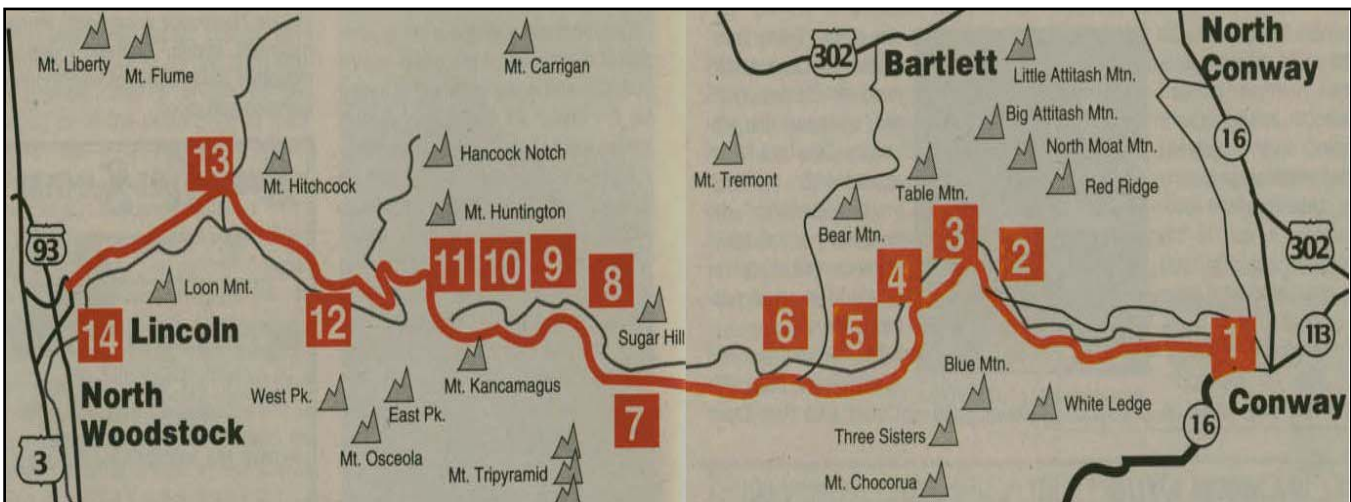 Mt. Liberty
Mt. Flume
Mt. Carrigan
302
Bartlett
Little Attitash Mtn.
North
Conway
Big Attitash Mtn.
16
13
Mt. Hitchcock
Hancock Notch
Mt. Tremont
North Moat Mtn.
Table Mtn.
Red Ridge
Mt. Huntington
Bear Mtn.
3
2
93
302
11
10
9
8
4
Loon Mnt.
12
6
5
14
Lincoln
Sugar Hill
1
113
Mt. Kancamagus
Blue Mtn.
West Pk.
East Pk.
7
White Ledge
Conway
North
Woodstock
16
Mt. Osceola
Three Sisters
3
Mt. Tripyramid
Mt. Chocorua